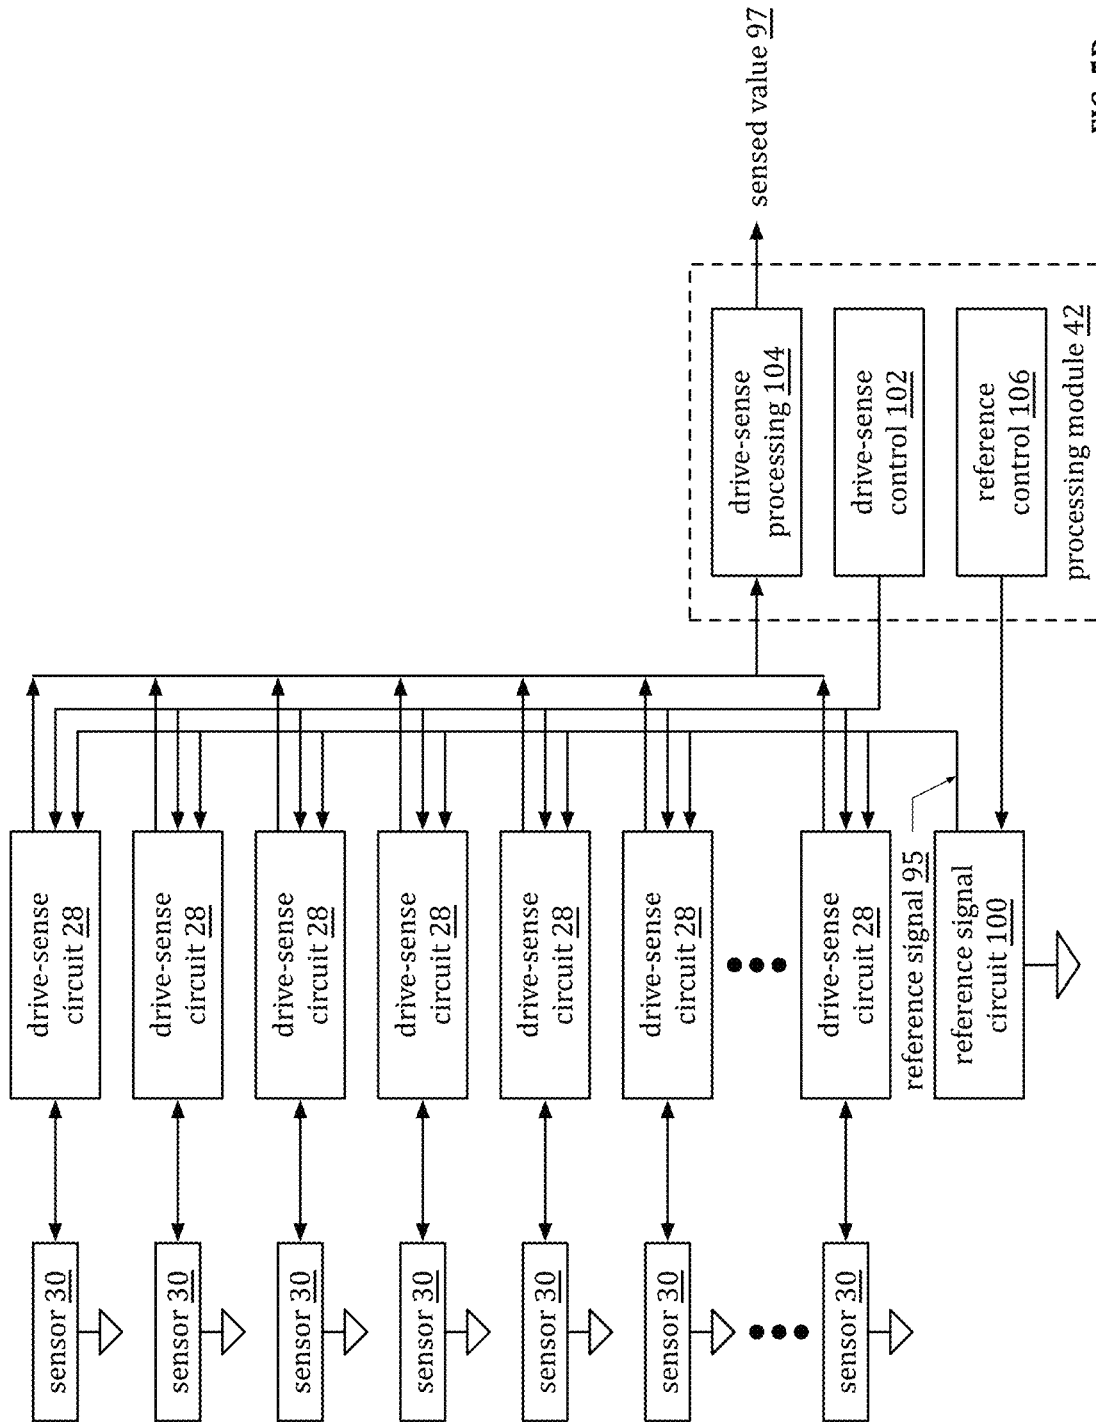 sensor 30
drive-sense
circuit 28
sensor 30
drive-sense
circuit 28
sensor 30
drive-sense
circuit 28
sensor 30
drive-sense
circuit 28
sensor 30
drive-sense
circuit 28
sensor 30
drive-sense
circuit 28
sensor 30
drive-sense
circuit 28
drive-sense
processing 104
sensed value 97
drive-sense
control 102
reference signal 95
reference signal
circuit 100
reference
control 106
processing module 42
FIG.